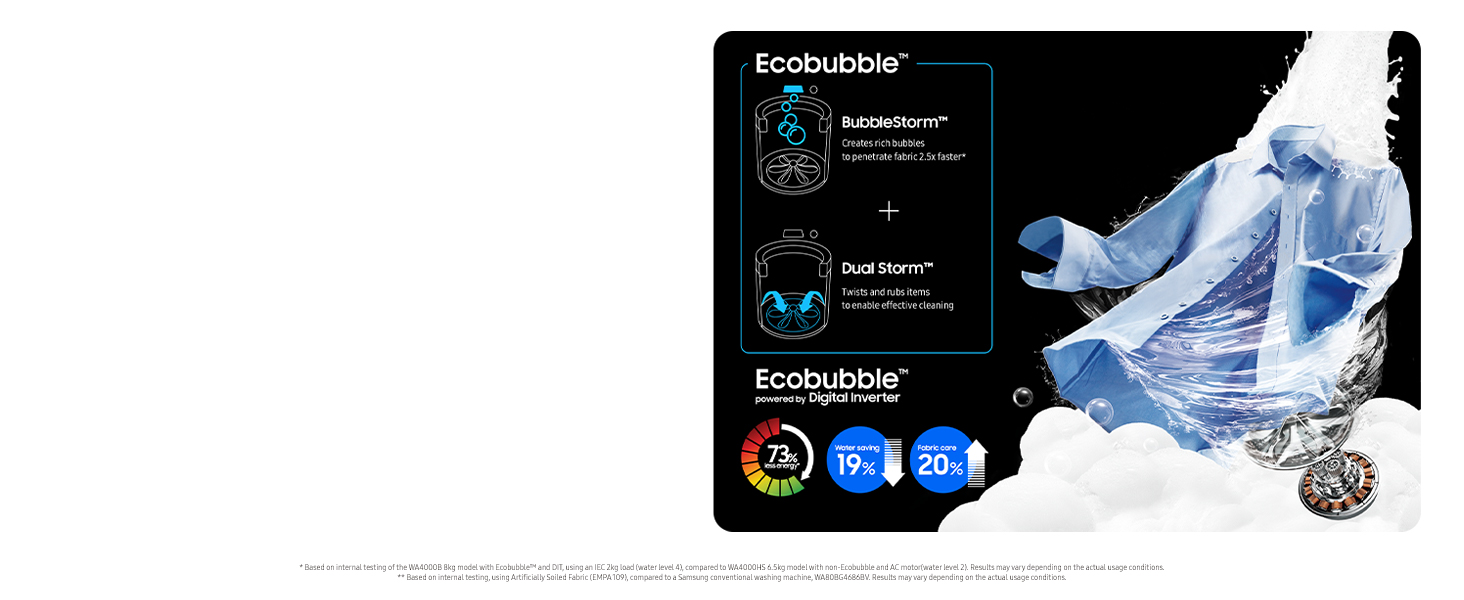 Ecobubble™
BubbleStorm™
Creates rich bubbles
to penetrate fabric 2.5x faster*
Dual Storm™
Twists and rubs items
to enable effective cleaning
Ecobubble™
powered by Digital Inverter
73%
less energy*
Water saving
19%
Fabric care
20%
* Based on internal testing of the WA4000B 8kg model with Ecobubble™ and DIT, using an IEC 2kg load (water level 4), compared to WA4000HS 6.5kg model with non-Ecobubble and AC motor(water level 2). Results may vary depending on the actual usage conditions.
** Based on internal testing, using Artificially Soiled Fabric (EMPA109), compared to a Samsung conventional washing machine, WA80BG4686BV. Results may vary depending on the actual usage conditions.